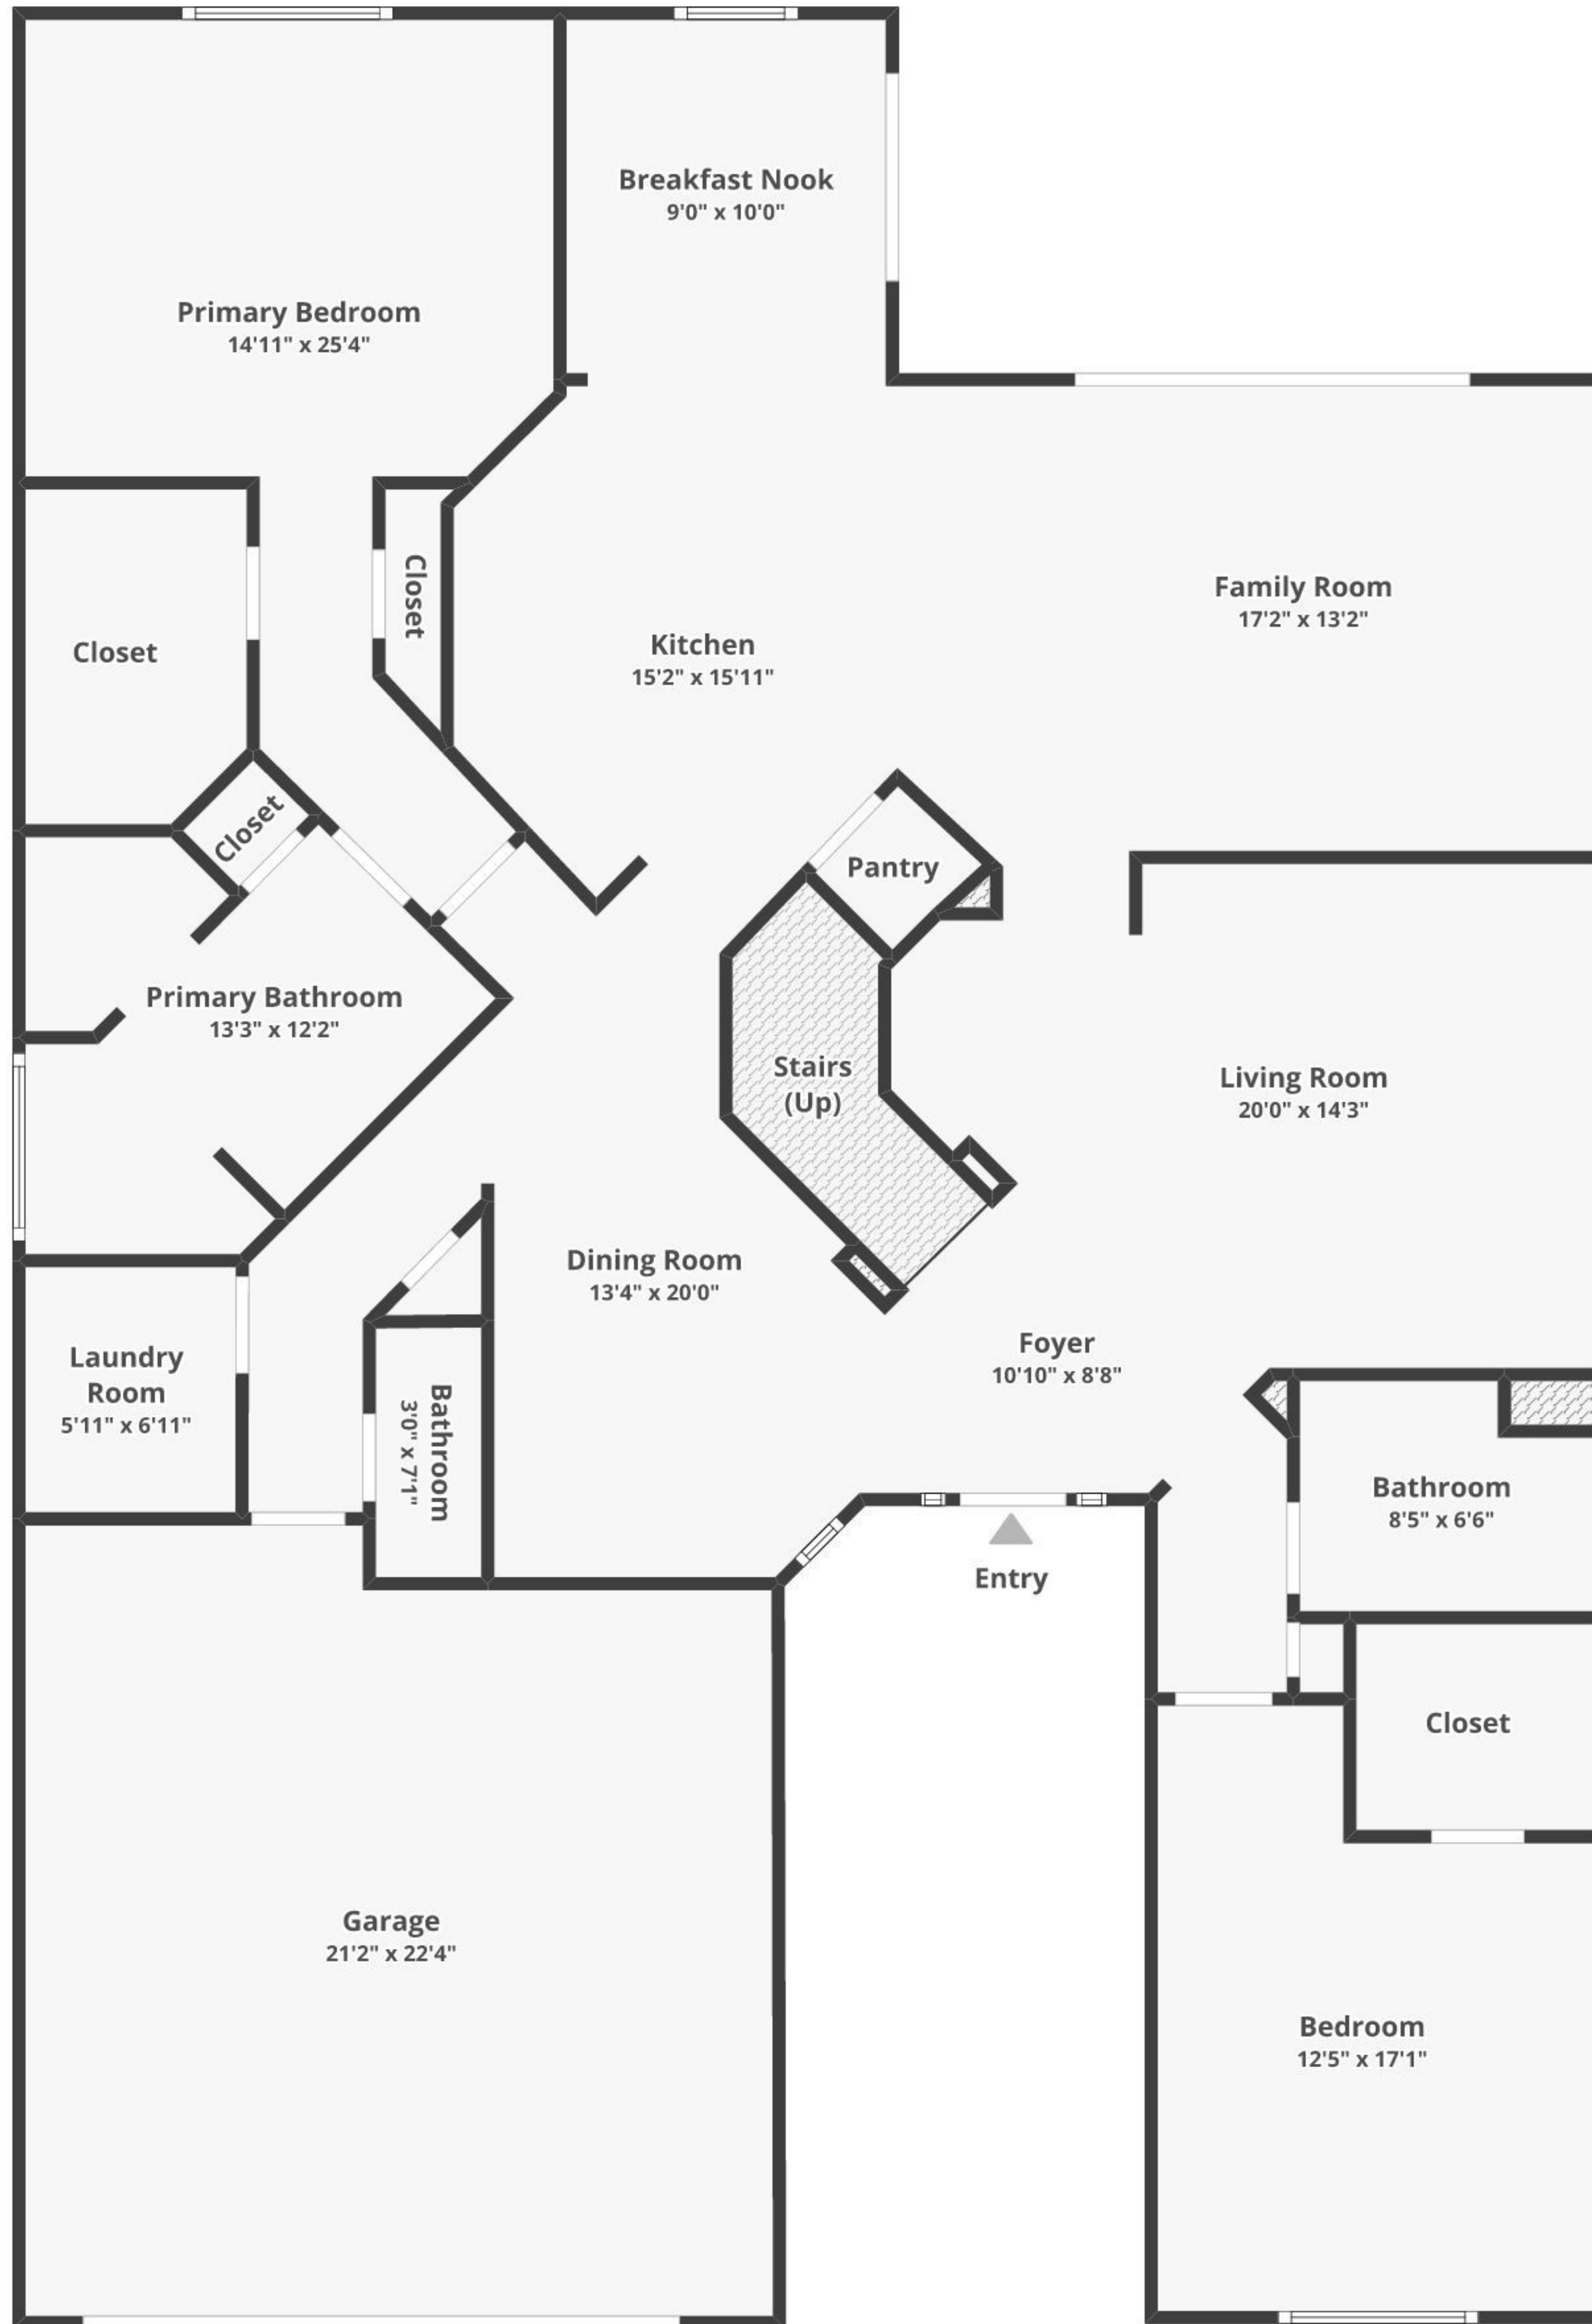 Breakfast Nook
9'0" x 10'0"
Primary Bedroom
14'11" x 25'4"
Closet
Family Room
17'2" x 13'2"
Kitchen
15'2" x 15'11"
Closet
Closet
Pantry
Primary Bathroom
13'3" x 12'2"
Stairs
(Up)
Living Room
20'0" x 14'3"
Dining Room
13'4" x 20'0"
Foyer
10'10" x 8'8"
Laundry
Room
5'11" x 6'11"
Bathroom
3'0" x 7'1"
Bathroom
8'5" x 6'6"
Entry
Closet
Garage
21'2" x 22'4"
Bedroom
12'5" x 17'1"